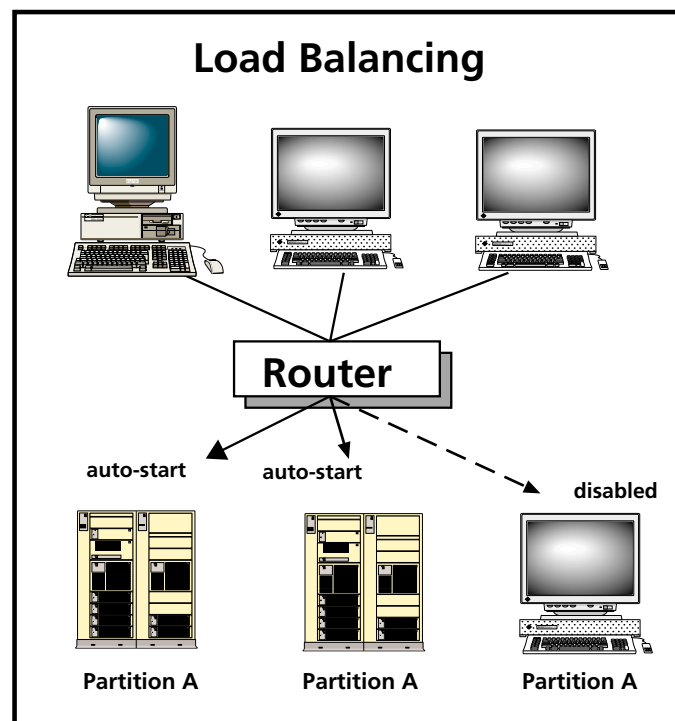 Load Balancing
Router
auto-start
auto-start
disabled
Partition A
Partition A
Partition A